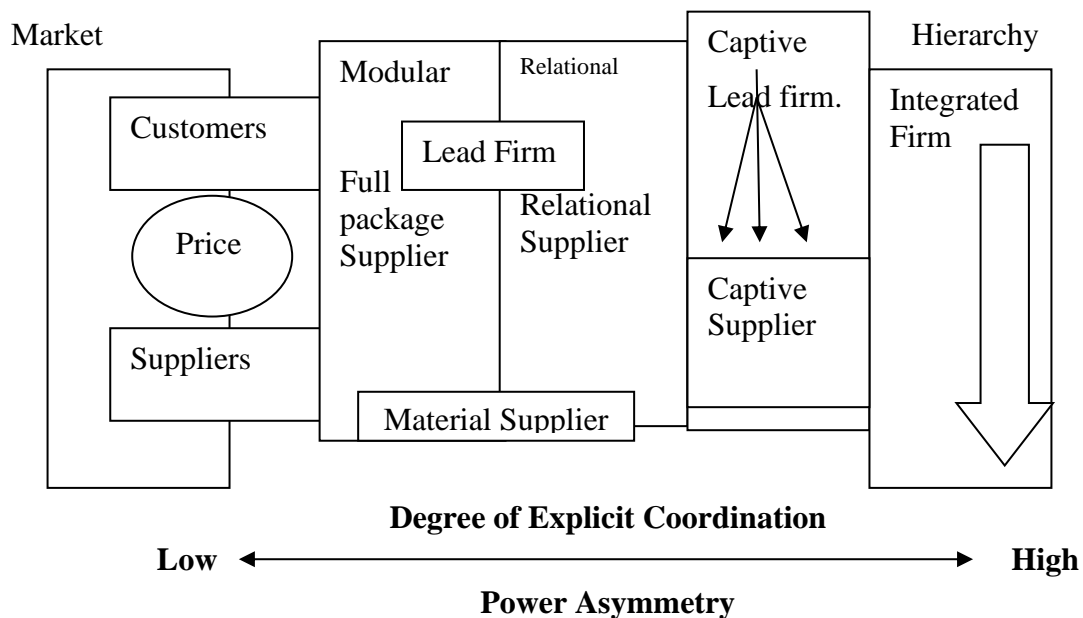 Market
Customers
Price
Suppliers
Modular
Full
package
Supplier
Relational
Lead Firm
Relational
Supplier
Material Supplier
Captive
Lead firm.
Captive
Supplier
Hierarchy
Integrated
Firm
Degree of Explicit Coordination
Low
High
Power Asymmetry